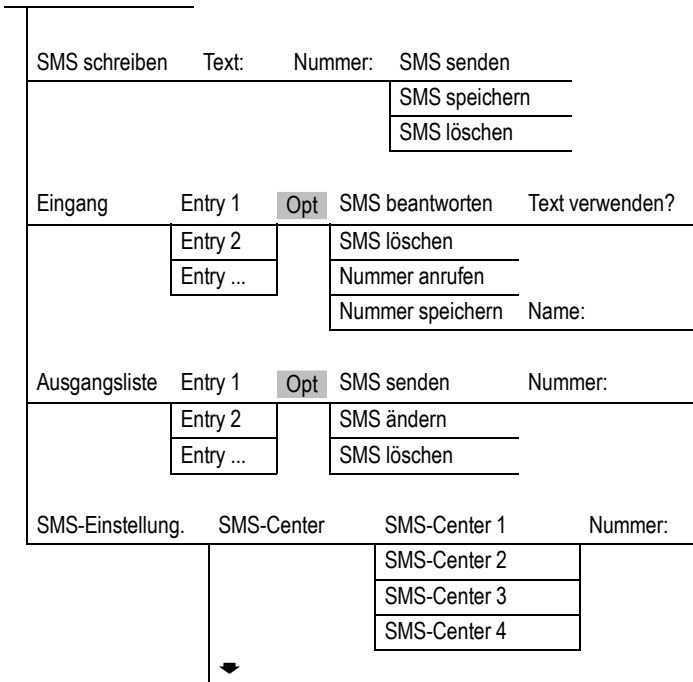 SMS schreiben Text: Nummer: SMS senden
SMS speichern
SMS löschen
Eingang Entry 1 Opt SMS beantworten Text verwenden?
Entry 2 SMS löschen
Entry ... Nummer anrufen
Nummer speichern Name:
Ausgangsliste Entry 1 Opt SMS senden Nummer:
Entry 2 SMS ändern
Entry ... SMS löschen
SMS-Einstellung. SMS-Center SMS-Center 1 Nummer:
SMS-Center 2
SMS-Center 3
SMS-Center 4